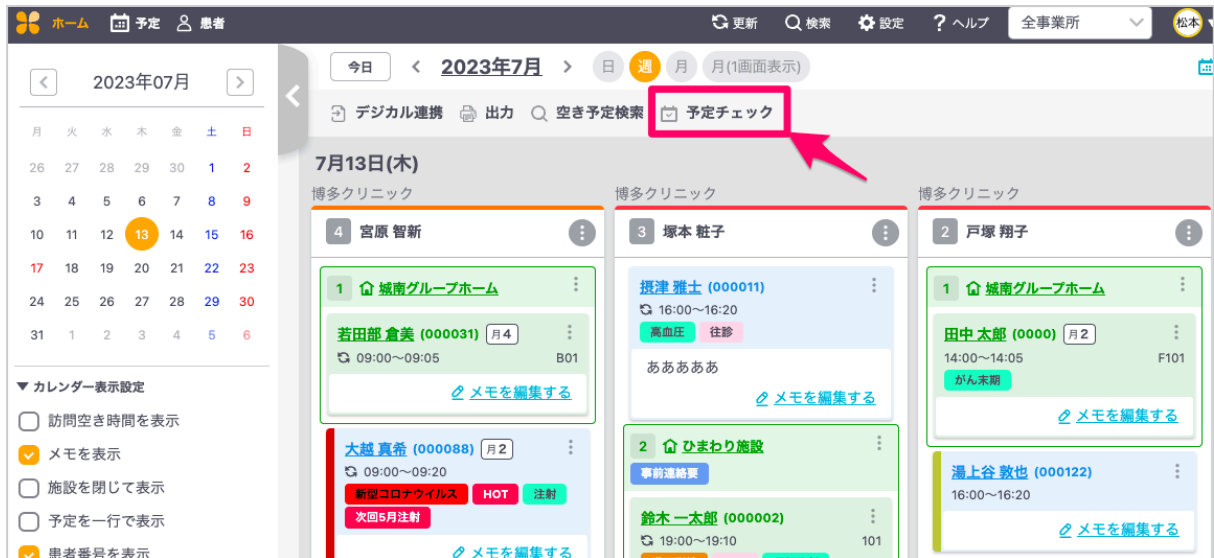 ホーム 予定 患者 更新 検索 設定 ? ヘルプ 全事業所 松本
2023年07月
月 火 水 木 金 土 日
26 27 28 29 30 1 2
3 4 5 6 7 8 9
10 11 12 13 14 15 16
17 18 19 20 21 22 23
24 25 26 27 28 29 30
31 1 2 3 4 5 6
▼カレンダー表示設定
訪問空き時間を表示
メモを表示
施設を閉じて表示
予定を一行で表示
患者番号を表示
今日 < 2023年7月 > 日 週 月 月(1画面表示)
デジカル連携 出力 空き予定検索 予定チェック
7月13日(木)
博多クリニック
4 宮原 智新
1 城南グループホーム
若田部 倉美 (000031) 月4
09:00〜09:05 B01
メモを編集する
大越 真希 (000088) 月2
09:00〜09:20
新型コロナウイルス HOT 注射
次回5月注射
メモを編集する
博多クリニック
3 塚本 粧子
摂津 雅士 (000011)
16:00〜16:20
高血圧 往診
あああああ
メモを編集する
2 ひまわり施設
事前連絡要
鈴木 一太郎 (000002)
19:00〜19:10 101
博多クリニック
2 戸塚 翔子
1 城南グループホーム
田中 太郎 (0000) 月2
14:00〜14:05 F101
がん末期
メモを編集する
湯上谷 敦也 (000122)
16:00〜16:20
メモを編集する